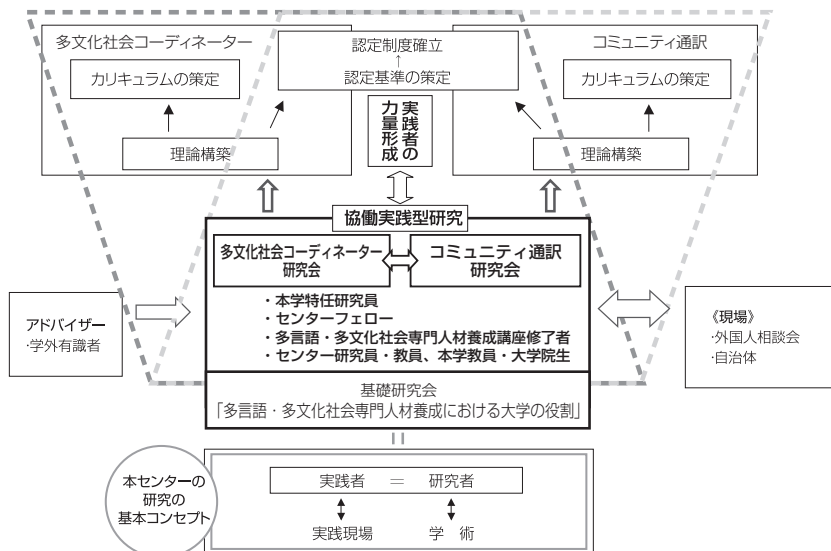 多文化社会コーディネーター
カリキュラムの策定
理論構築
認定制度確立
↑
認定基準の策定
コミュニティ通訳
カリキュラムの策定
理論構築
実践者の
力量形成
協働実践型研究
多文化社会コーディネーター
研究会
コミュニティ通訳
研究会
・本学特任研究員
・センターフェロー
・多言語・多文化社会専門人材養成講座修了者
・センター研究員・教員、本学教員・大学院生
アドバイザー
・学外有識者
《現場》
・外国人相談会
・自治体
基礎研究会
「多言語・多文化社会専門人材養成における大学の役割」
本センターの
研究の
基本コンセプト
実践者 = 研究者
実践現場 学術